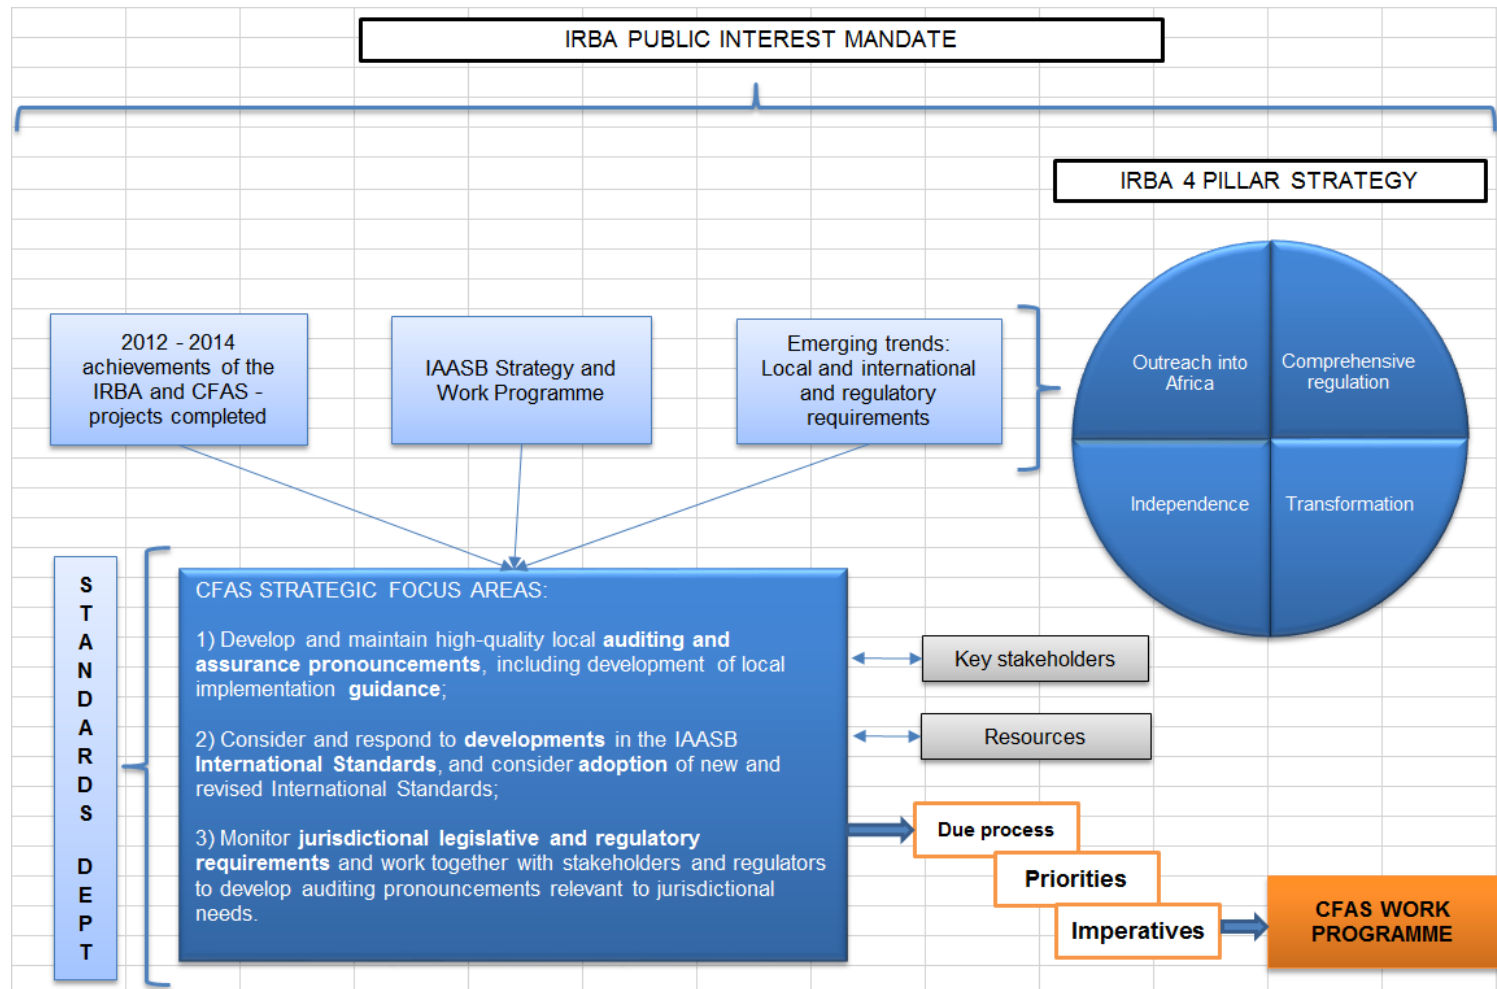 IRBA PUBLIC INTEREST MANDATE
IRBA 4 PILLAR STRATEGY
2012 - 2014
achievements of the
IRBA and CFAS -
projects completed
IAASB Strategy and
Work Programme
Emerging trends:
Local and international
and regulatory
requirements
Outreach into
Africa
Comprehensive
regulation
Independence
Transformation
S
T
A
N
D
A
R
D
S
D
E
P
T
CFAS STRATEGIC FOCUS AREAS:
1) Develop and maintain high-quality local auditing and
assurance pronouncements, including development of local
implementation guidance;
2) Consider and respond to developments in the IAASB
International Standards, and consider adoption of new and
revised International Standards;
3) Monitor jurisdictional legislative and regulatory
requirements and work together with stakeholders and regulators
to develop auditing pronouncements relevant to jurisdictional
needs.
Key stakeholders
Resources
Due process
Priorities
Imperatives
CFAS WORK
PROGRAMME